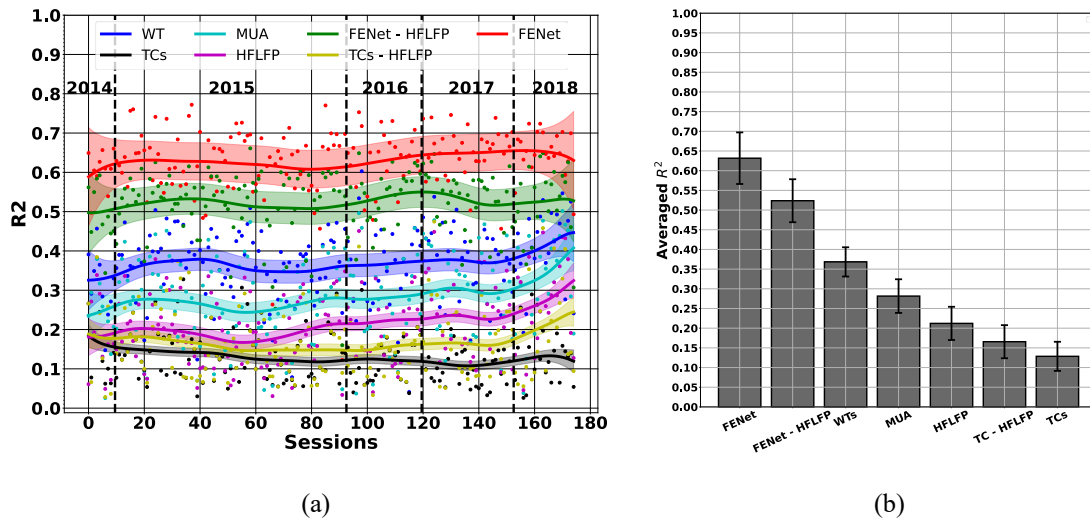 WT
MUA
FENet - HFLFP
FENet
TCs
HFLFP
TCs - HFLFP
2014
2015
2016
2017
2018
1.0
0.9
0.8
0.7
0.6
0.5
0.4
0.3
0.2
0.1
0.0
R2
0
20
40
60
80
100
120
140
160
180
Sessions
(a)
1.00
0.95
0.90
0.85
0.80
0.75
0.70
0.65
0.60
0.55
0.50
0.45
0.40
0.35
0.30
0.25
0.20
0.15
0.10
0.05
0.00
Averaged R²
FENet
FENet - HFLFP
WTs
MUA
HFLFP
TC - HFLFP
TCs
(b)